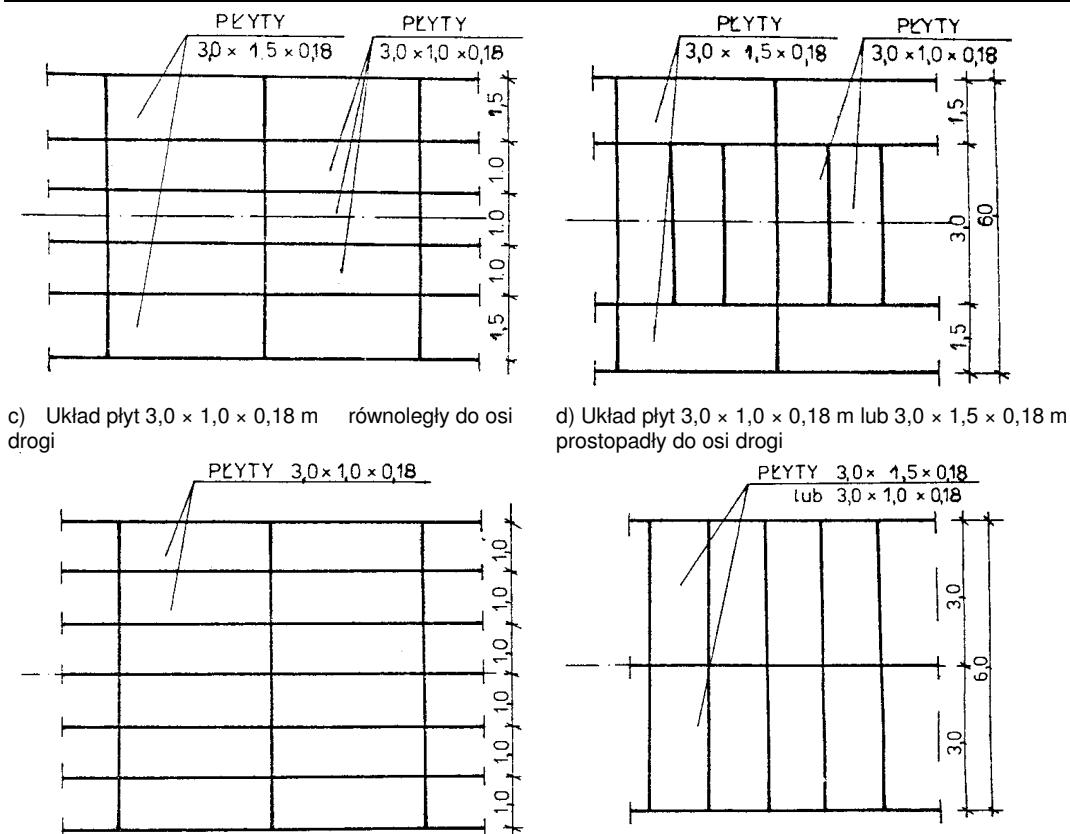 PŁYTY
3,0 × 1,5 × 0,18
PŁYTY
3,0 × 1,0 × 0,18
1,5
1.0
1.0
1.0
1,5
PŁYTY
3,0 × 1,5 × 0,18
PŁYTY
3,0 × 1,0 × 0,18
1,5
3,0
1,5
60
c) Układ płyt 3,0 × 1,0 × 0,18 m równoległy do osi
drogi
d) Układ płyt 3,0 × 1,0 × 0,18 m lub 3,0 × 1,5 × 0,18 m
prostopadły do osi drogi
PŁYTY 3,0 × 1,0 × 0,18
1,0
1,0
1,0
1,0
1,0
1,0
PŁYTY 3,0 × 1,5 × 0,18
lub 3,0 × 1,0 × 0,18
3,0
3,0
6,0